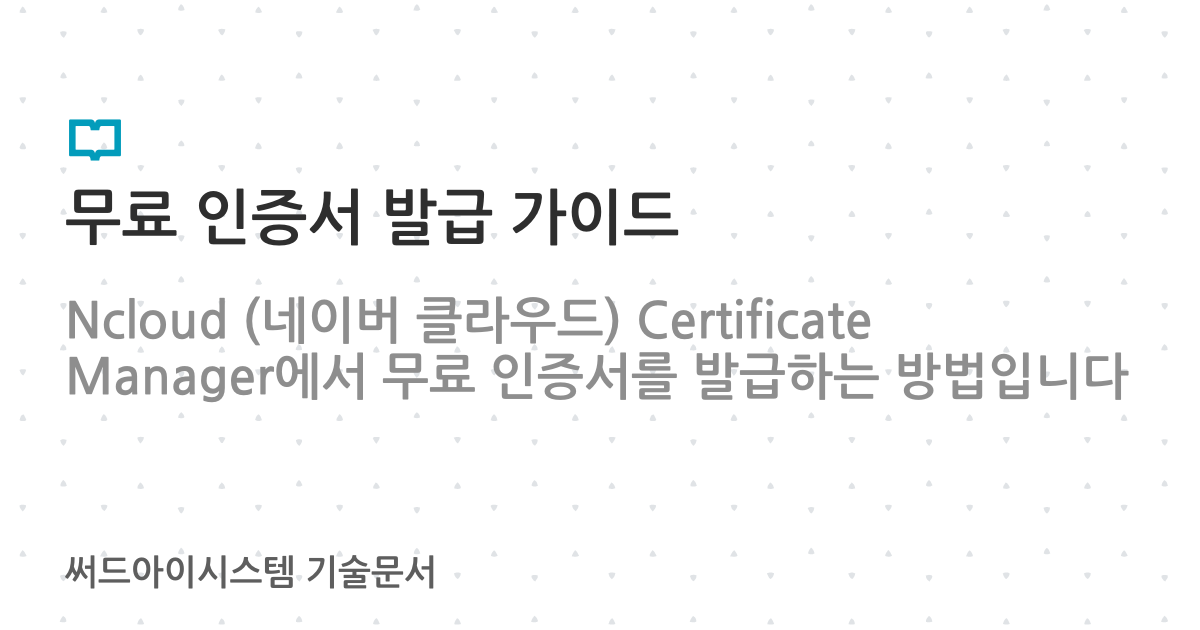 무료 인증서 발급 가이드
Ncloud (네이버 클라우드) Certificate
Manager에서 무료 인증서를 발급하는 방법입니다
써드아이시스템 기술문서